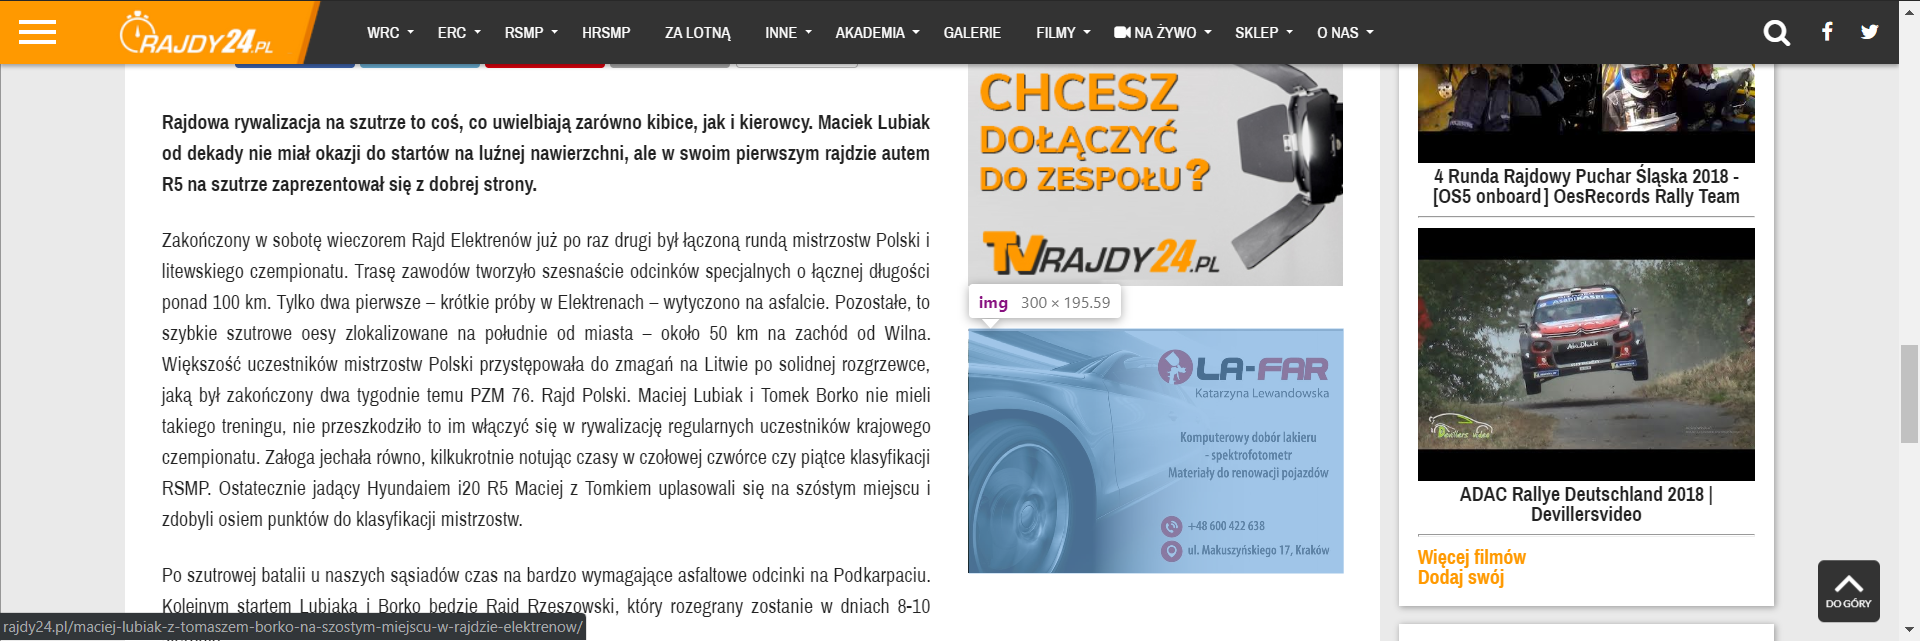 RAJDY24.PL
WRC ERC RSMP HRSMP ZA LOTNĄ INNE AKADEMIA GALERIE FILMY NA ŻYWO SKLEP O NAS
Rajdowa rywalizacja na szutrze to coś, co uwielbiają zarówno kibice, jak i kierowcy. Maciek Lubiak
od dekady nie miał okazji do startów na luźnej nawierzchni, ale w swoim pierwszym rajdzie autem
R5 na szutrze zaprezentował się z dobrej strony.
Zakończony w sobotę wieczorem Rajd Elektrenów już po raz drugi był łączoną rundą mistrzostw Polski i
litewskiego czempionatu. Trasę zawodów tworzyło szesnaście odcinków specjalnych o łącznej długości
ponad 100 km. Tylko dwa pierwsze – krótkie próby w Elektrenach – wytyczono na asfalcie. Pozostałe, to
szybkie szutrowe oesy zlokalizowane na południe od miasta – około 50 km na zachód od Wilna.
Większość uczestników mistrzostw Polski przystępowała do zmagań na Litwie po solidnej rozgrzewce,
jaką był zakończony dwa tygodnie temu PZM 76. Rajd Polski. Maciej Lubiak i Tomek Borko nie mieli
takiego treningu, nie przeszkodziło to im włączyć się w rywalizację regularnych uczestników krajowego
czempionatu. Załoga jechała równo, kilkukrotnie notując czasy w czołowej czwórce czy piątce klasyfikacji
RSMP. Ostatecznie jadący Hyundaiem i20 R5 Maciej z Tomkiem uplasowali się na szóstym miejscu i
zdobyli osiem punktów do klasyfikacji mistrzostw.
Po szutrowej batalii u naszych sąsiadów czas na bardzo wymagające asfaltowe odcinki na Podkarpaciu.
Kolejnym startem Lubiaka i Borko będzie Rajd Rzeszowski, który rozegrany zostanie w dniach 8-10
rajdy24.pl/maciej-lubiak-z-tomaszem-borko-na-szostym-miejscu-w-rajdzie-elektrenow/
CHCESZ
DOŁĄCZYĆ
DO ZESPOŁU?
TVRAJDY24.PL
img 300 × 195.59
LA-FAR
Katarzyna Lewandowska
Komputerowy dobór lakieru
- spektrofotometr
Materiały do renowacji pojazdów
+48 600 422 638
ul. Makuszyńskiego 17, Kraków
4 Runda Rajdowy Puchar Śląska 2018 -
[OS5 onboard] OesRecords Rally Team
Abu Dhabi
Devillers video
ADAC Rallye Deutschland 2018 |
Devillersvideo
Więcej filmów
Dodaj swój
DO GÓRY